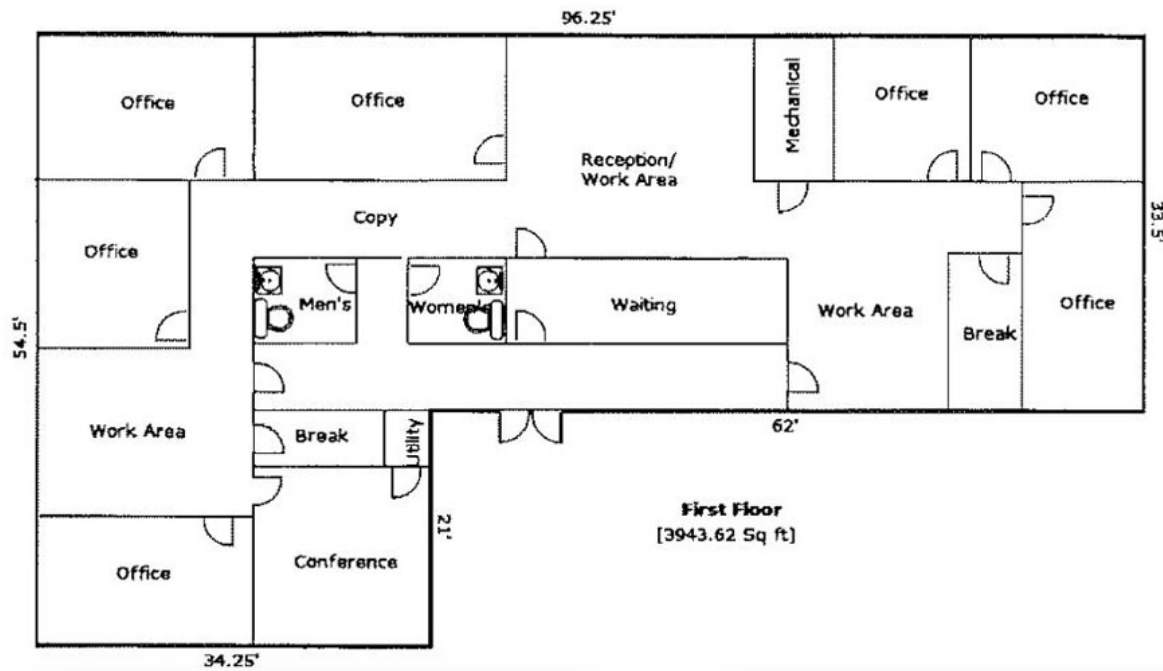 96.25'
Office
Office
Mechanical
Office
Office
Reception/
Work Area
Copy
33.5'
Office
Men's
Women's
Waiting
Work Area
Office
Break
54.5'
Work Area
Break
Utility
62'
21'
First Floor
[3943.62 Sq ft]
Office
Conference
34.25'